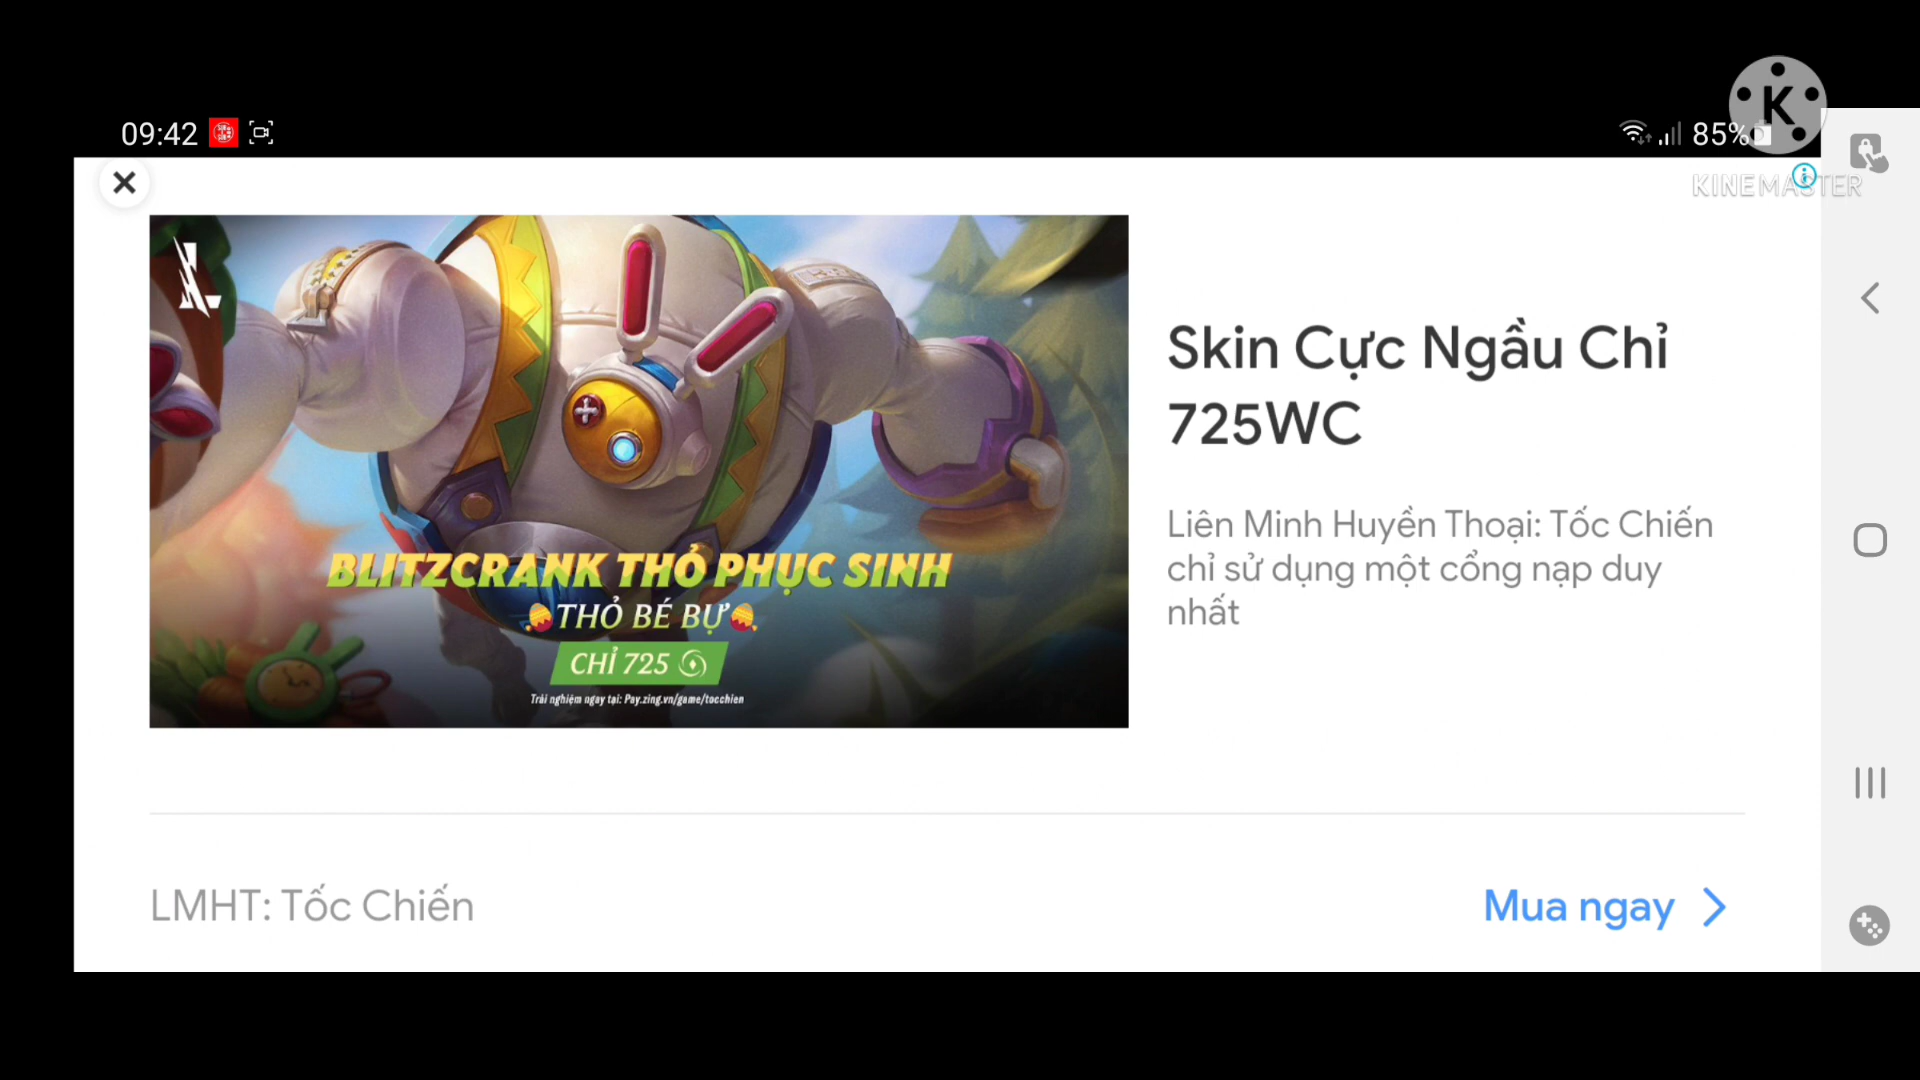 09:42
85%
K
KINEMASTER
Skin Cực Ngầu Chỉ
725WC
Liên Minh Huyền Thoại: Tốc Chiến
chỉ sử dụng một cổng nạp duy
nhất
BLITZCRANK THỎ PHỤC SINH
THỎ BÉ BỰ
CHỈ 725
Trải nghiệm ngay tại: Pay.zing.vn/game/tocchien
LMHT: Tốc Chiến
Mua ngay